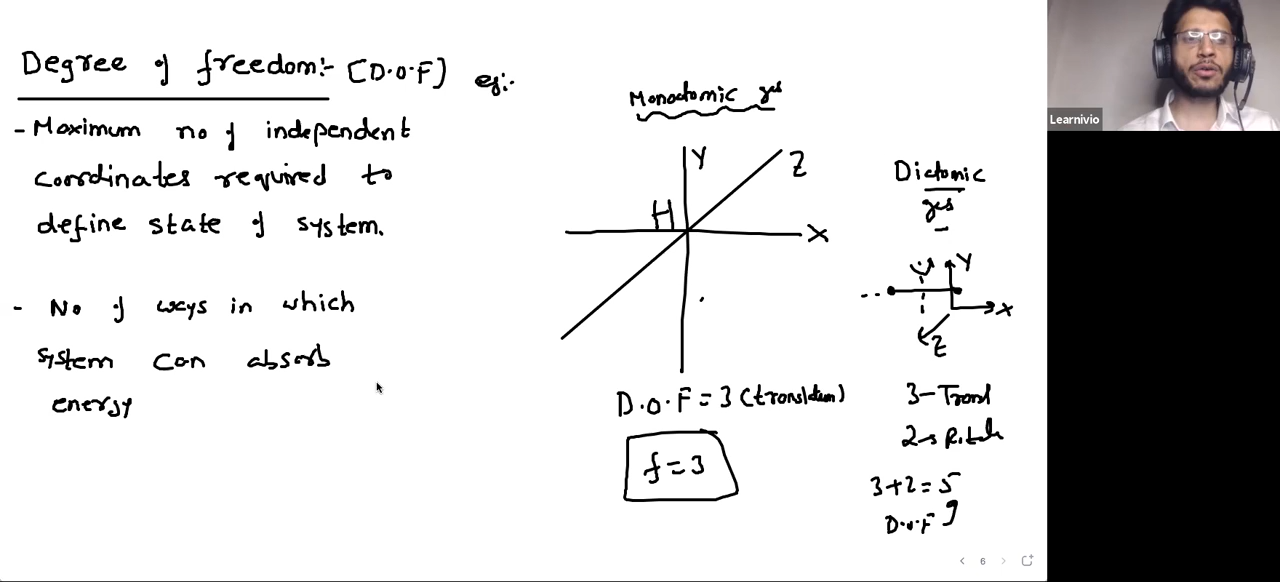 Degree of freedom:- [D.O.F] eg:-
- Maximum no of independent
coordinates required to
define state of system.
- No of ways in which
system can absorb
energy
Monoatomic gas
Y
Z
H
X
D.O.F = 3 (translation)
f = 3
Diatomic
gas
Y
X
Z
3 - Transl
2
3+2=5
D.O.F
Learnivio
6